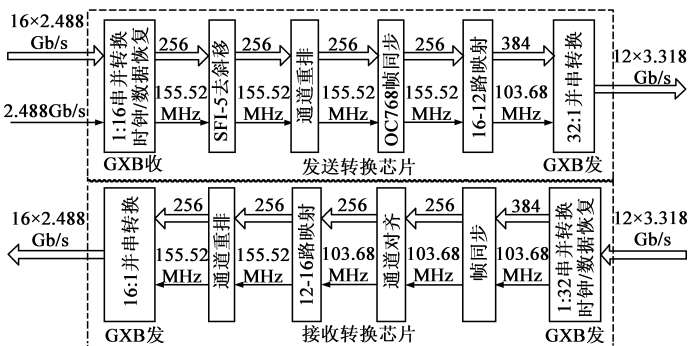 16×2.488
Gb/s
2.488Gb/s
1:16串并转换
时钟/数据恢复
GXB收
256
155.52
MHz
SFI-5去斜移
256
155.52
MHz
通道重排
256
155.52
MHz
OC768帧同步
256
155.52
MHz
16-12路映射
384
103.68
MHz
32:1并串转换
GXB发
12×3.318
Gb/s
发送转换芯片
16×2.488
Gb/s
16:1并串转换
GXB发
256
155.52
MHz
通道重排
256
155.52
MHz
12-16路映射
256
103.68
MHz
通道对齐
256
103.68
MHz
帧同步
384
103.68
MHz
1:32串并转换
时钟/数据恢复
GXB发
12×3.318
Gb/s
接收转换芯片